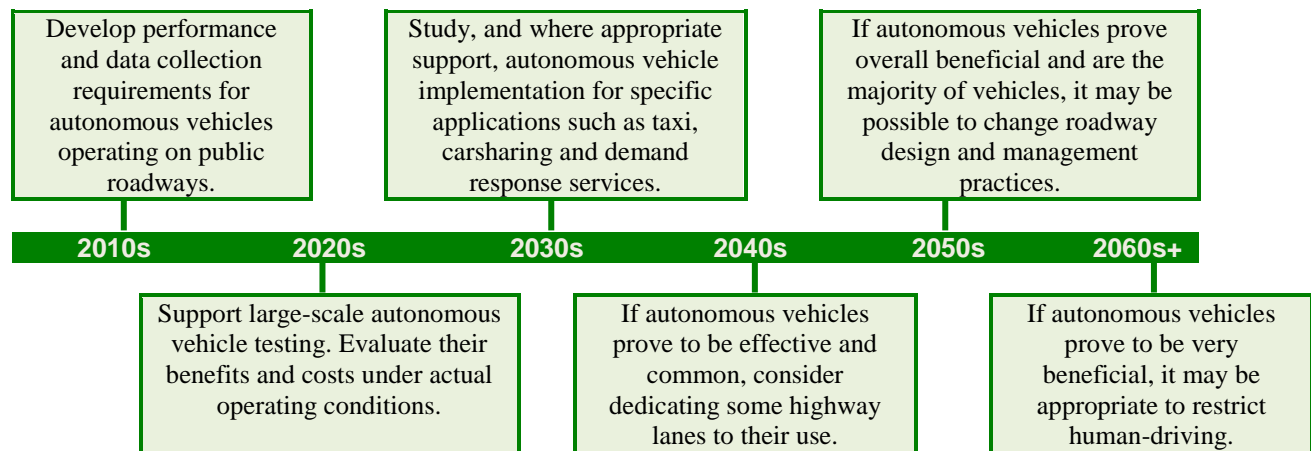 Develop performance
and data collection
requirements for
autonomous vehicles
operating on public
roadways.
Study, and where appropriate
support, autonomous vehicle
implementation for specific
applications such as taxi,
carsharing and demand
response services.
If autonomous vehicles prove
overall beneficial and are the
majority of vehicles, it may be
possible to change roadway
design and management
practices.
2010s 2020s 2030s 2040s 2050s 2060s+
Support large-scale autonomous
vehicle testing. Evaluate their
benefits and costs under actual
operating conditions.
If autonomous vehicles
prove to be effective and
common, consider
dedicating some highway
lanes to their use.
If autonomous vehicles
prove to be very
beneficial, it may be
appropriate to restrict
human-driving.